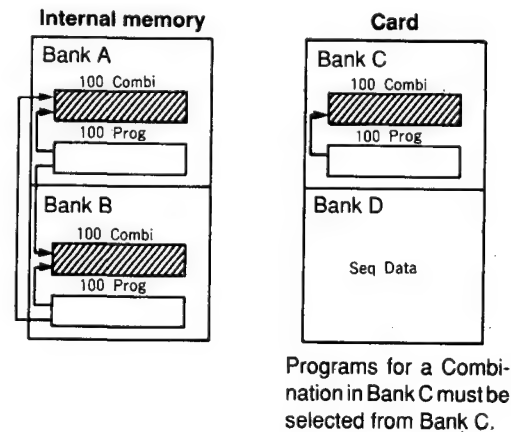 Internal memory
Bank A
100 Combi
100 Prog
Bank B
100 Combi
100 Prog
Card
Bank C
100 Combi
100 Prog
Bank D
Seq Data
Programs for a Combi-
nation in Bank C must be
selected from Bank C.